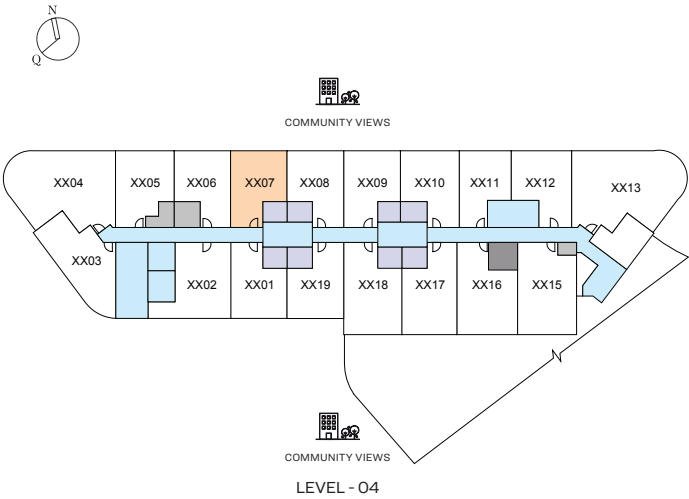 N
Q
COMMUNITY VIEWS
XX04 XX05 XX06 XX07 XX08 XX09 XX10 XX11 XX12 XX13
XX03
XX02 XX01 XX19 XX18 XX17 XX16 XX15
COMMUNITY VIEWS
LEVEL - 04